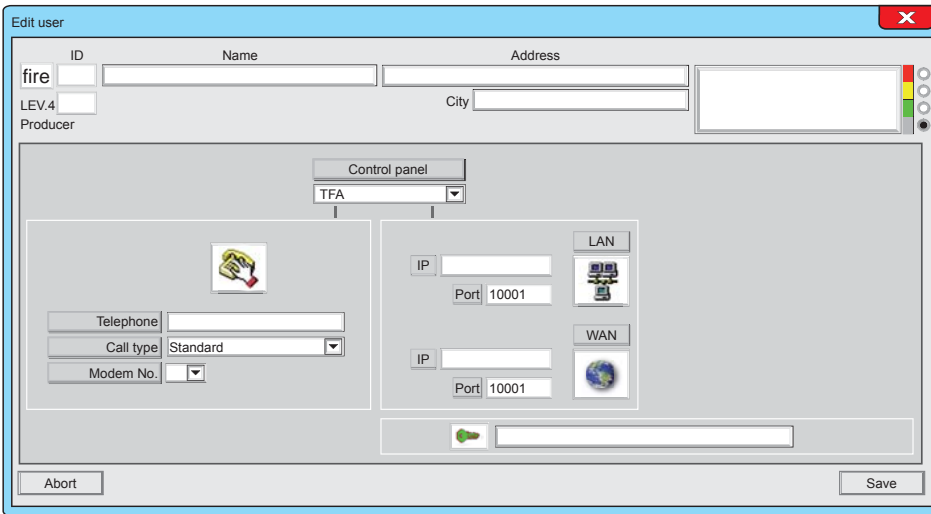 Edit user
ID Name Address
fire
LEV.4 City
Producer
Control panel
TFA
LAN
IP
Port 10001
Telephone
WAN
Call type Standard
IP
Modem No.
Port 10001
Abort Save